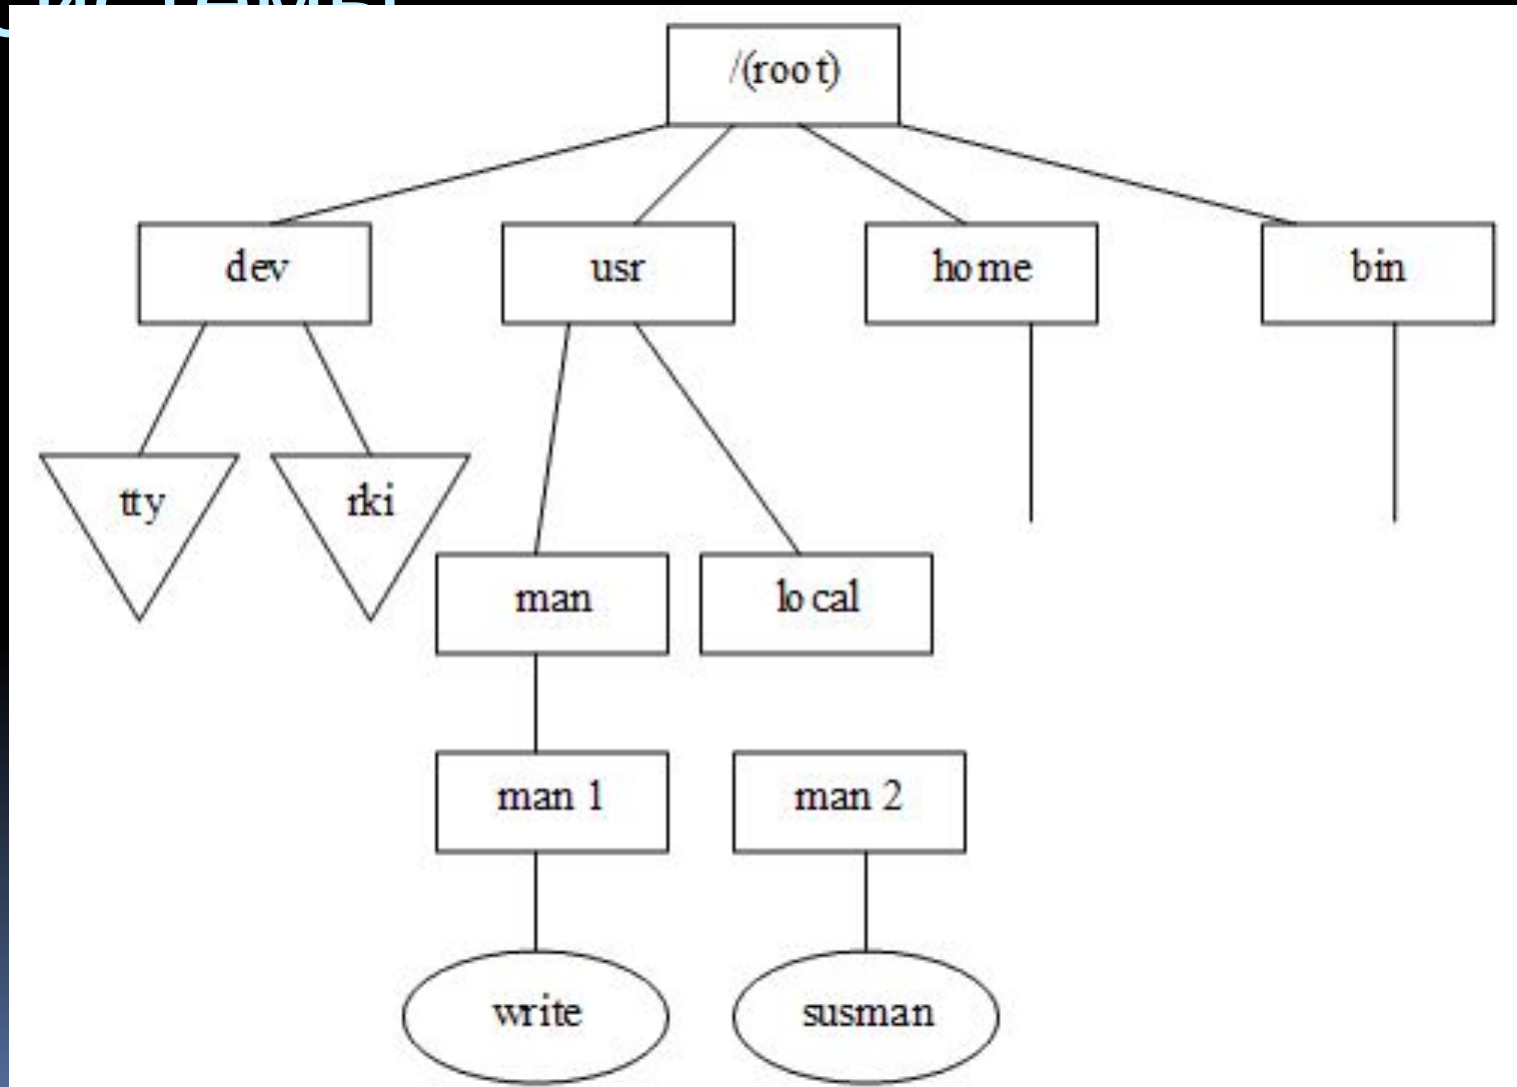 /(root)
dev
usr
home
bin
tty
rki
man
local
man 1
man 2
write
susman